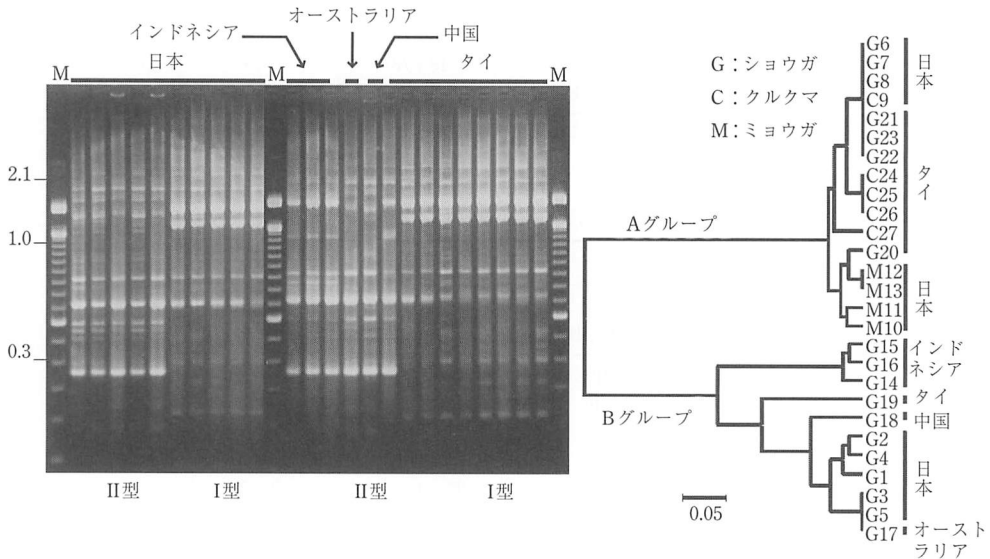 オーストラリア
インドネシア
中国
M
日本
M
タイ
M
2.1
1.0
0.3
II型
I型
II型
I型
G：ショウガ
C：クルクマ
M：ミョウガ
Aグループ
Bグループ
0.05
G6
G7
G8
C9
日本
G21
G23
G22
C24
C25
C26
C27
G20
タイ
M12
M13
M11
M10
日本
G15
G16
G14
インド
ネシア
G19
タイ
G18
中国
G2
G4
G1
G3
G5
日本
G17
オースト
ラリア